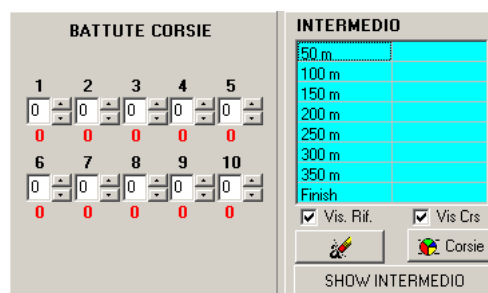 BATTUTE CORSIE
1 2 3 4 5
0 0 0 0 0
0 0 0 0 0
6 7 8 9 10
0 0 0 0 0
0 0 0 0 0
INTERMEDIO
50 m
100 m
150 m
200 m
250 m
300 m
350 m
Finish
Vis. Rif. Vis Crs
Corsie
SHOW INTERMEDIO